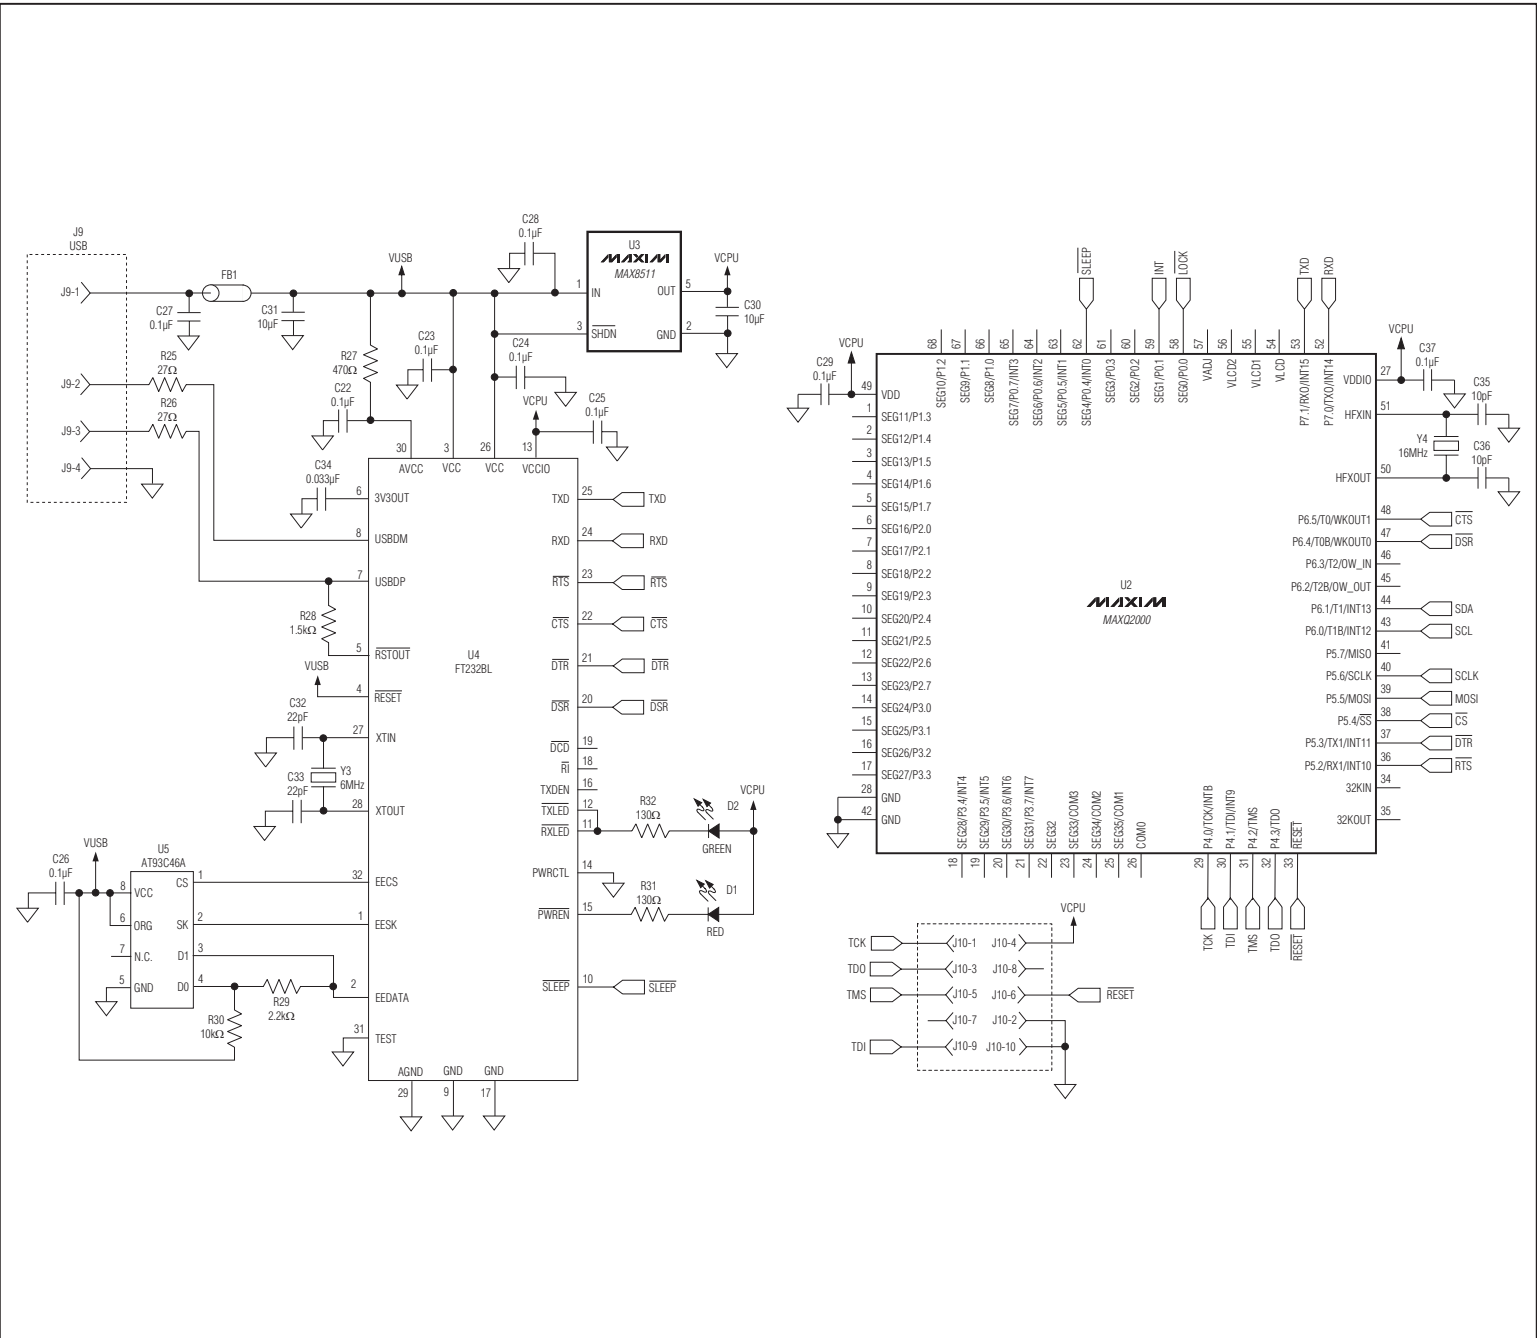 J9
USB
J9-1
J9-2
J9-3
J9-4
C27
0.1μF
FB1
C31
10μF
VUSB
R25
27Ω
R26
27Ω
R27
470Ω
C22
0.1μF
C23
0.1μF
C24
0.1μF
C25
0.1μF
VCPU
C28
0.1μF
U3
MAXIM
MAX8511
1
IN
3
SHDN
OUT
5
GND
2
VCPU
C30
10μF
C34
0.033μF
30
AVCC
3
VCC
26
VCC
13
VCCIO
6
3V3OUT
8
USBDM
7
USBDP
R28
1.5kΩ
5
RSTOUT
VUSB
4
RESET
C32
22pF
27
XTIN
Y3
6MHz
C33
22pF
28
XTOUT
U4
FT232BL
TXD
25
TXD
RXD
24
RXD
RTS
23
RTS
CTS
22
CTS
DTR
21
DTR
DSR
20
DSR
DCD
19
RI
18
TXDEN
16
TXLED
12
RXLED
11
R32
130Ω
D2
GREEN
VCPU
PWRCTL
14
PWREN
15
R31
130Ω
D1
RED
SLEEP
10
SLEEP
C26
0.1μF
VUSB
U5
AT93C46A
8
VCC
6
ORG
7
N.C.
5
GND
CS
1
SK
2
D1
3
D0
4
R29
2.2kΩ
R30
10kΩ
32
EECS
1
EESK
2
EEDATA
31
TEST
AGND
29
GND
9
GND
17
U2
MAXIM
MAXQ2000
C29
0.1μF
VCPU
49
VDD
1
SEG11/P1.3
2
SEG12/P1.4
3
SEG13/P1.5
4
SEG14/P1.6
5
SEG15/P1.7
6
SEG16/P2.0
7
SEG17/P2.1
8
SEG18/P2.2
9
SEG19/P2.3
10
SEG20/P2.4
11
SEG21/P2.5
12
SEG22/P2.6
13
SEG23/P2.7
14
SEG24/P3.0
15
SEG25/P3.1
16
SEG26/P3.2
17
SEG27/P3.3
28
GND
42
GND
68
SEG10/P1.2
67
SEG9/P1.1
66
SEG8/P1.0
65
SEG7/P0.7/INT3
64
SEG6/P0.6/INT2
63
SEG5/P0.5/INT1
SLEEP
62
SEG4/P0.4/INT0
61
SEG3/P0.3
60
SEG2/P0.2
INT
59
SEG1/P0.1
LOCK
58
SEG0/P0.0
57
VADJ
56
VLCD2
55
VLCD1
54
VLCD
TXD
53
P7.1/RX0/INT15
RXD
52
P7.0/TX0/INT14
VCPU
VDDIO
27
C37
0.1μF
HFXIN
51
C35
10pF
Y4
16MHz
HFXOUT
50
C36
10pF
P6.5/T0/WKOUT1
48
CTS
P6.4/T0B/WKOUT0
47
DSR
P6.3/T2/OW_IN
46
P6.2/T2B/OW_OUT
45
P6.1/T1/INT13
44
SDA
P6.0/T1B/INT12
43
SCL
P5.7/MISO
41
P5.6/SCLK
40
SCLK
P5.5/MOSI
39
MOSI
P5.4/SS
38
CS
P5.3/TX1/INT11
37
DTR
P5.2/RX1/INT10
36
RTS
32KIN
34
32KOUT
35
SEG28/P3.4/INT4
18
SEG29/P3.5/INT5
19
SEG30/P3.6/INT6
20
SEG31/P3.7/INT7
21
SEG32
22
SEG33/COM3
23
SEG34/COM2
24
SEG35/COM1
25
COM0
26
P4.0/TCK/INT8
29
TCK
P4.1/TDI/INT9
30
TDI
P4.2/TMS
31
TMS
P4.3/TDO
32
TDO
RESET
33
RESET
VCPU
TCK
J10-1
J10-4
TDO
J10-3
J10-8
TMS
J10-5
J10-6
RESET
J10-7
J10-2
TDI
J10-9
J10-10